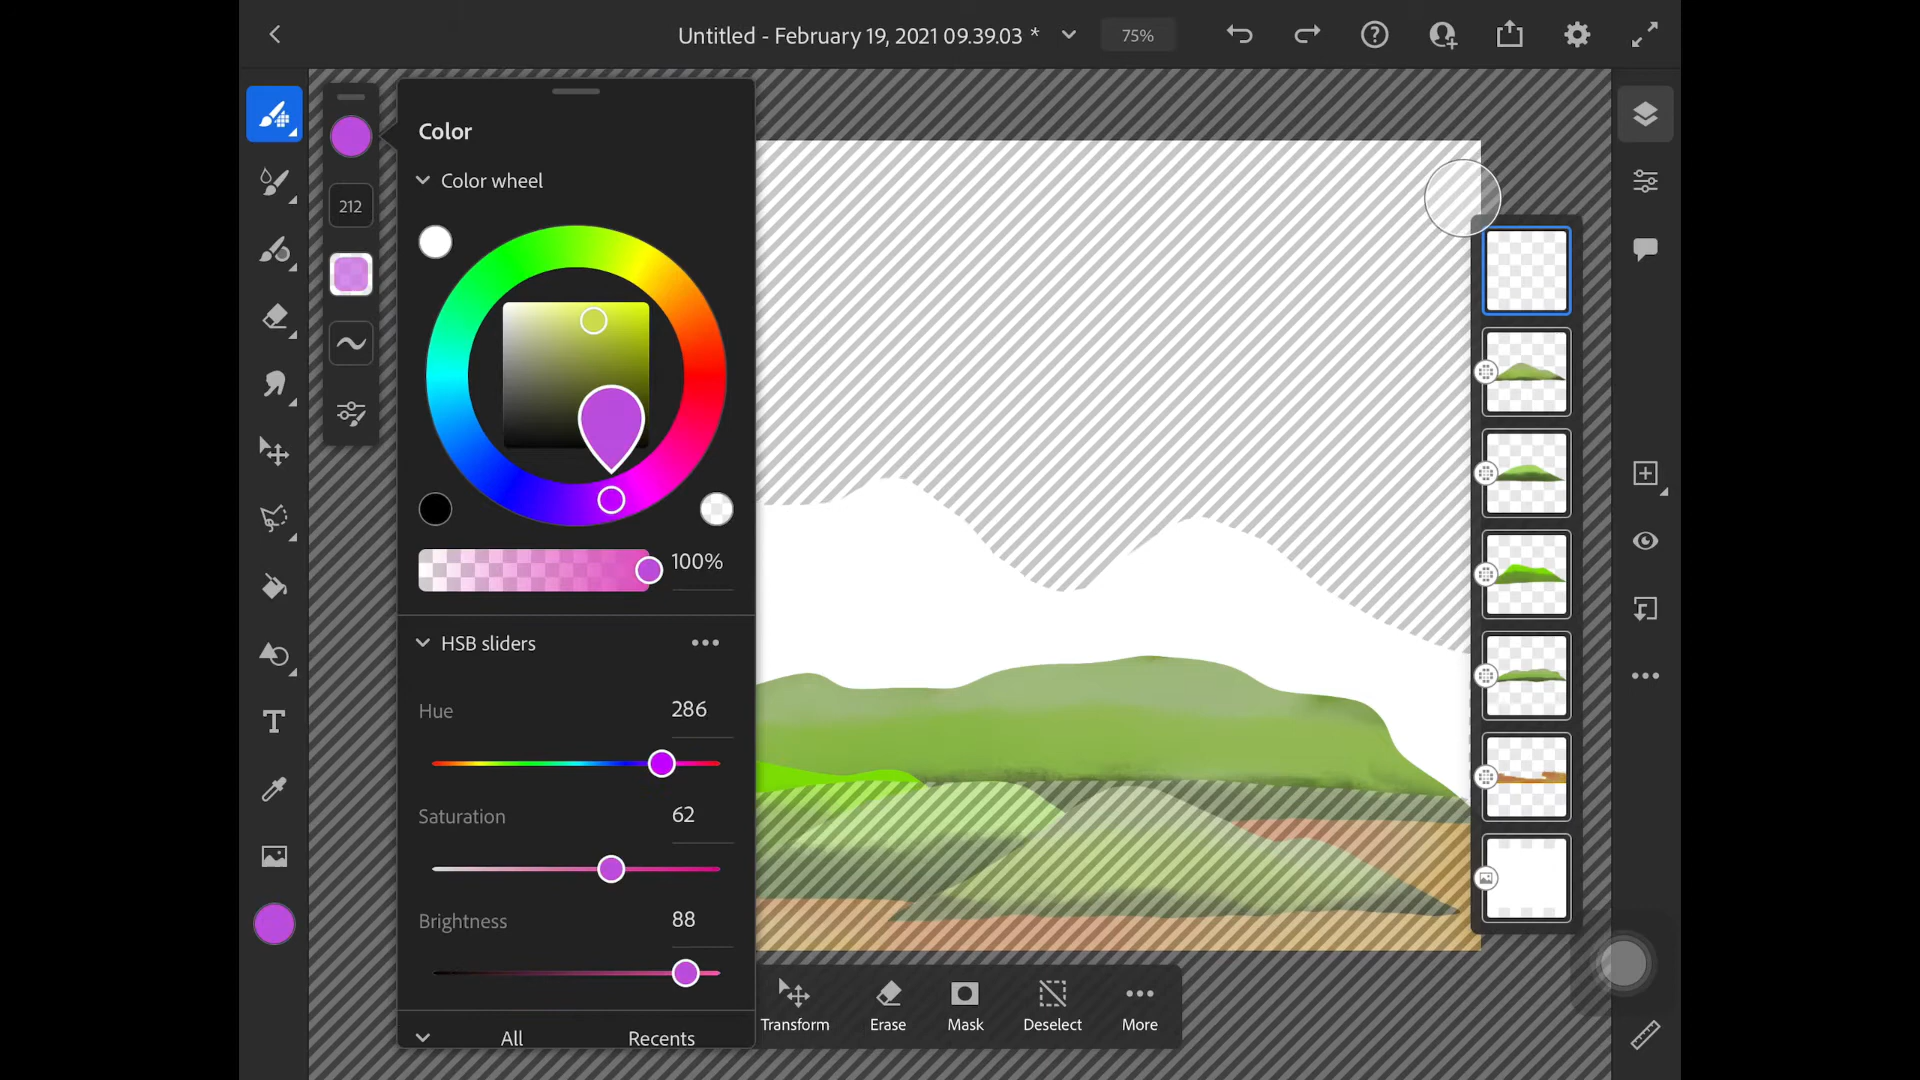 Untitled - February 19, 2021 09.39.03 *
75%
Color
Color wheel
212
100%
HSB sliders
Hue
286
Saturation
62
Brightness
88
All
Recents
Transform
Erase
Mask
Deselect
More